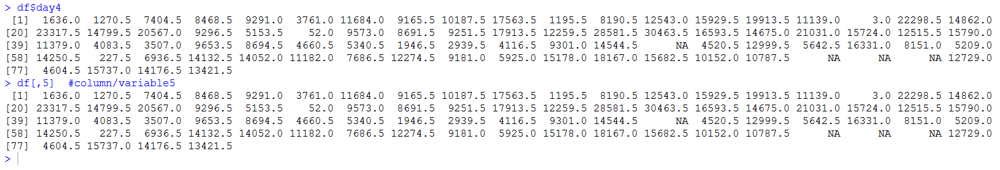 > df$day4
 [1]  1636.0  1270.5  7404.5  8468.5  9291.0  3761.0 11684.0  9165.5 10187.5 17563.5  1195.5  8190.5 12543.0 15929.5 19913.5 11139.0     3.0 22298.5 14862.0
[20] 23317.5 14799.5 20567.0  9296.5  5153.5    52.0  9573.0  8691.5  9251.5 17913.5 12259.5 28581.5 30463.5 16593.5 14675.0 21031.0 15724.0 12515.5 15790.0
[39] 11379.0  4083.5  3507.0  9653.5  8694.5  4660.5  5340.5  1946.5  2939.5  4116.5  9301.0 14544.5      NA  4520.5 12999.5  5642.5 16331.0  8151.0  5209.0
[58] 14250.5   227.5  6936.5 14132.5 14052.0 11182.0  7686.5 12274.5  9181.0  5925.0 15178.0 18167.0 15682.5 10152.0 10787.5      NA      NA      NA 12729.0
[77]  4604.5 15737.0 14176.5 13421.5
> df[,5]  #column/variable5
 [1]  1636.0  1270.5  7404.5  8468.5  9291.0  3761.0 11684.0  9165.5 10187.5 17563.5  1195.5  8190.5 12543.0 15929.5 19913.5 11139.0     3.0 22298.5 14862.0
[20] 23317.5 14799.5 20567.0  9296.5  5153.5    52.0  9573.0  8691.5  9251.5 17913.5 12259.5 28581.5 30463.5 16593.5 14675.0 21031.0 15724.0 12515.5 15790.0
[39] 11379.0  4083.5  3507.0  9653.5  8694.5  4660.5  5340.5  1946.5  2939.5  4116.5  9301.0 14544.5      NA  4520.5 12999.5  5642.5 16331.0  8151.0  5209.0
[58] 14250.5   227.5  6936.5 14132.5 14052.0 11182.0  7686.5 12274.5  9181.0  5925.0 15178.0 18167.0 15682.5 10152.0 10787.5      NA      NA      NA 12729.0
[77]  4604.5 15737.0 14176.5 13421.5
>